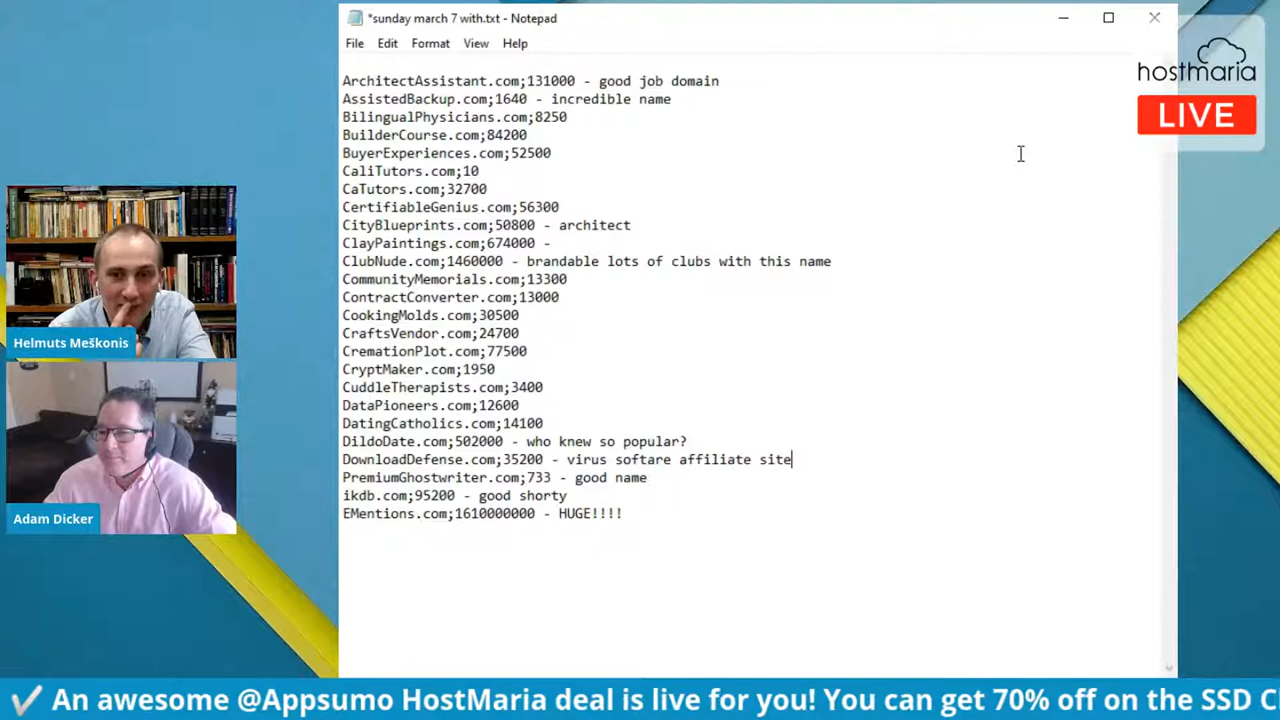 *sunday march 7 with.txt - Notepad
File Edit Format View Help
ArchitectAssistant.com;131000 - good job domain
AssistedBackup.com;1640 - incredible name
BilingualPhysicians.com;8250
BuilderCourse.com;84200
BuyerExperiences.com;52500
CaliTutors.com;10
CaTutors.com;32700
CertifiableGenius.com;56300
CityBlueprints.com;50800 - architect
ClayPaintings.com;674000 -
ClubNude.com;1460000 - brandable lots of clubs with this name
CommunityMemorials.com;13300
ContractConverter.com;13000
CookingMolds.com;30500
CraftsVendor.com;24700
CremationPlot.com;77500
CryptMaker.com;1950
CuddleTherapists.com;3400
DataPioneers.com;12600
DatingCatholics.com;14100
DildoDate.com;502000 - who knew so popular?
DownloadDefense.com;35200 - virus softare affiliate site
PremiumGhostwriter.com;733 - good name
ikdb.com;95200 - good shorty
EMentions.com;1610000000 - HUGE!!!!
hostmaria
LIVE
Helmuts Meškonis
Adam Dicker
✓ An awesome @Appsumo HostMaria deal is live for you! You can get 70% off on the SSD C